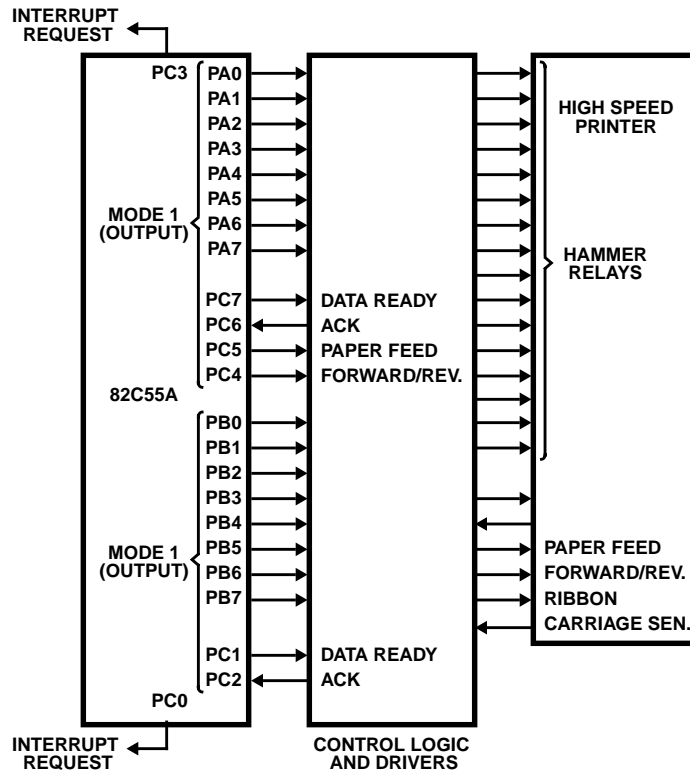 INTERRUPT
REQUEST
PC3
PA0
PA1
PA2
PA3
PA4
PA5
PA6
PA7
MODE 1
(OUTPUT)
PC7
PC6
PC5
PC4
82C55A
PB0
PB1
PB2
PB3
PB4
PB5
PB6
PB7
MODE 1
(OUTPUT)
PC1
PC2
PC0
INTERRUPT
REQUEST
DATA READY
ACK
PAPER FEED
FORWARD/REV.
DATA READY
ACK
CONTROL LOGIC
AND DRIVERS
HIGH SPEED
PRINTER
HAMMER
RELAYS
PAPER FEED
FORWARD/REV.
RIBBON
CARRIAGE SEN.